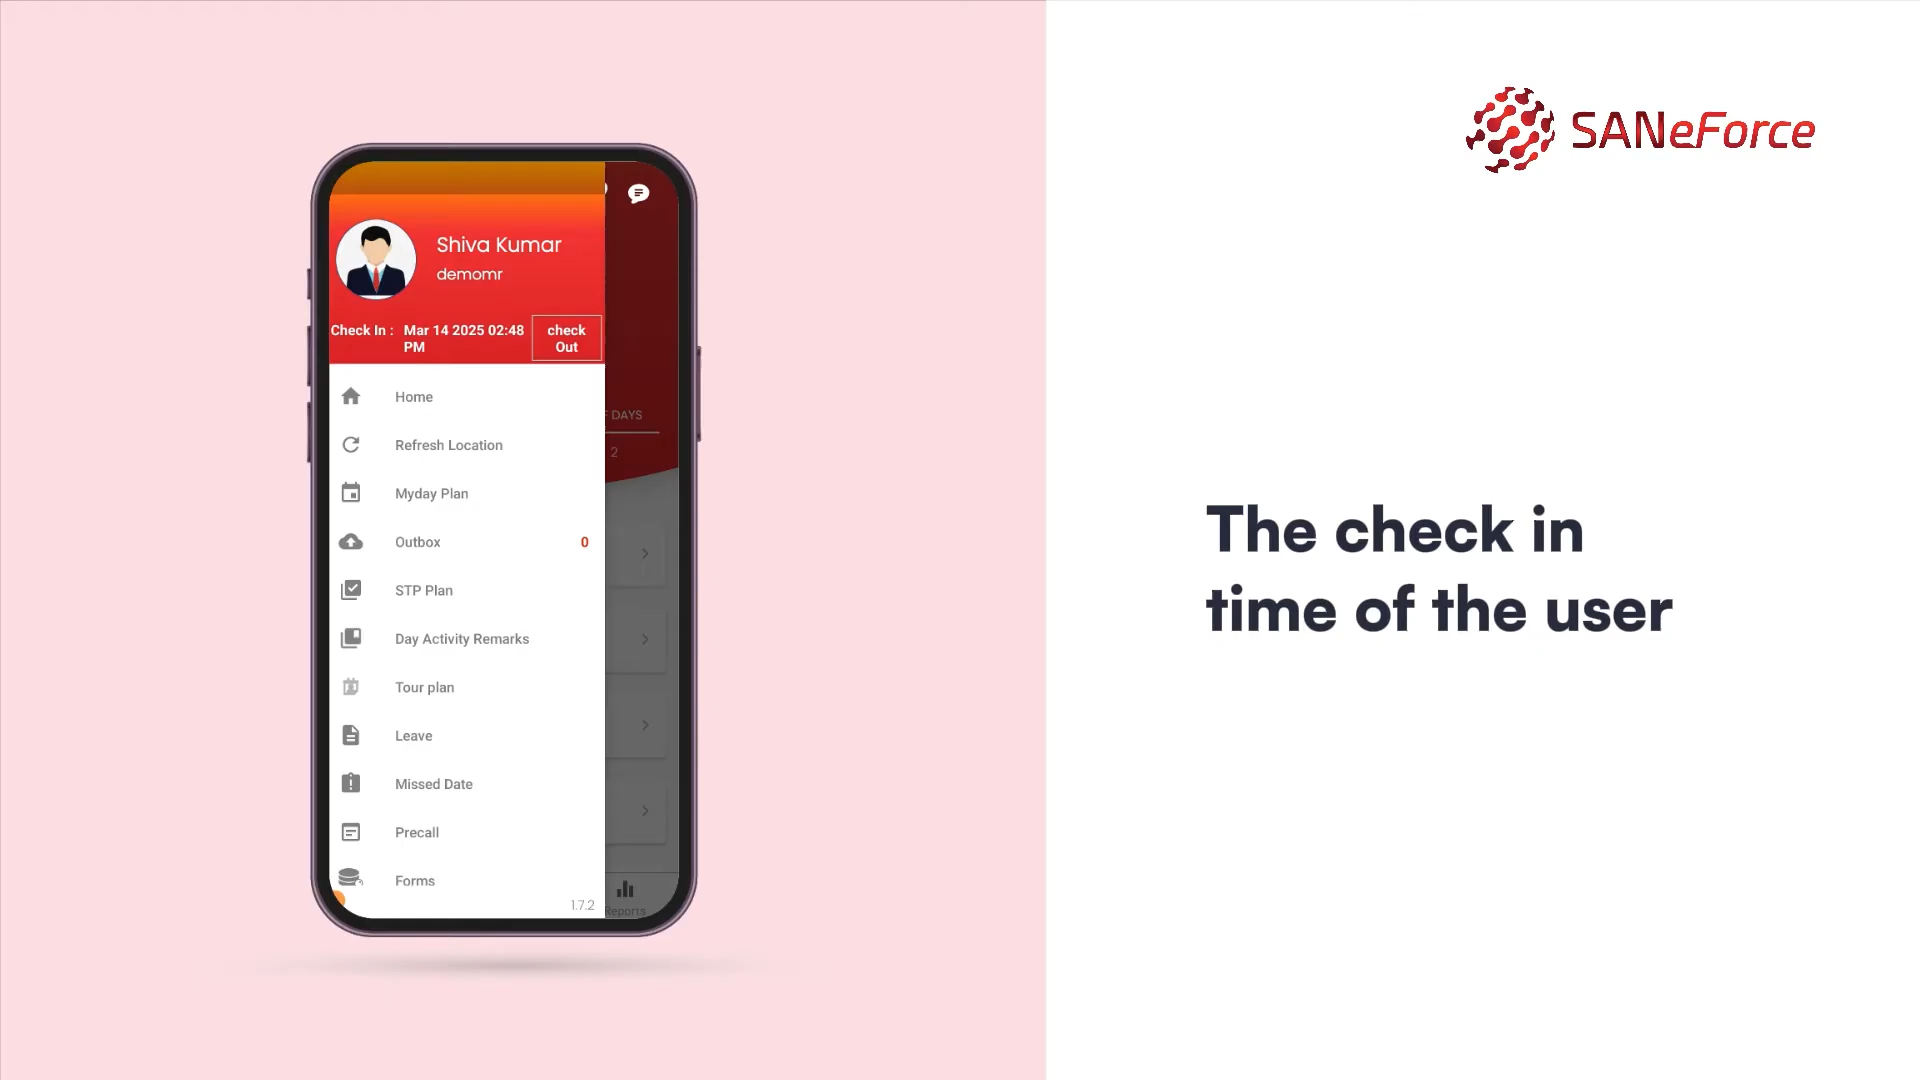 Shiva Kumar
demomr
Check In : Mar 14 2025 02:48
PM
check
Out
Home
Refresh Location
Myday Plan
Outbox 0
STP Plan
Day Activity Remarks
Tour plan
Leave
Missed Date
Precall
Forms
1.7.2
F DAYS
2
Reports
SANeForce
The check in
time of the user